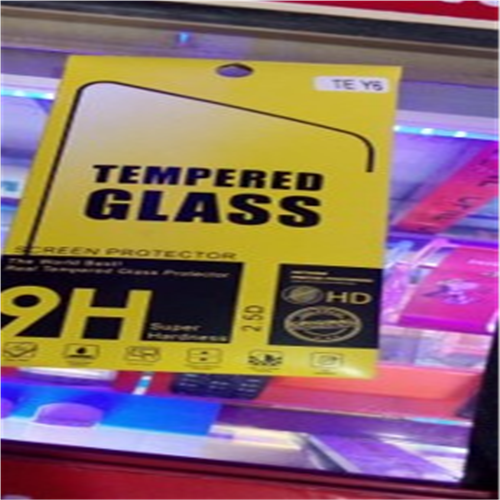 TE Y6
TEMPERED
GLASS
SCREEN PROTECTOR
The World Best!
Real Tempered Glass Protector
9H
Super
Hardness
2.5D
HD